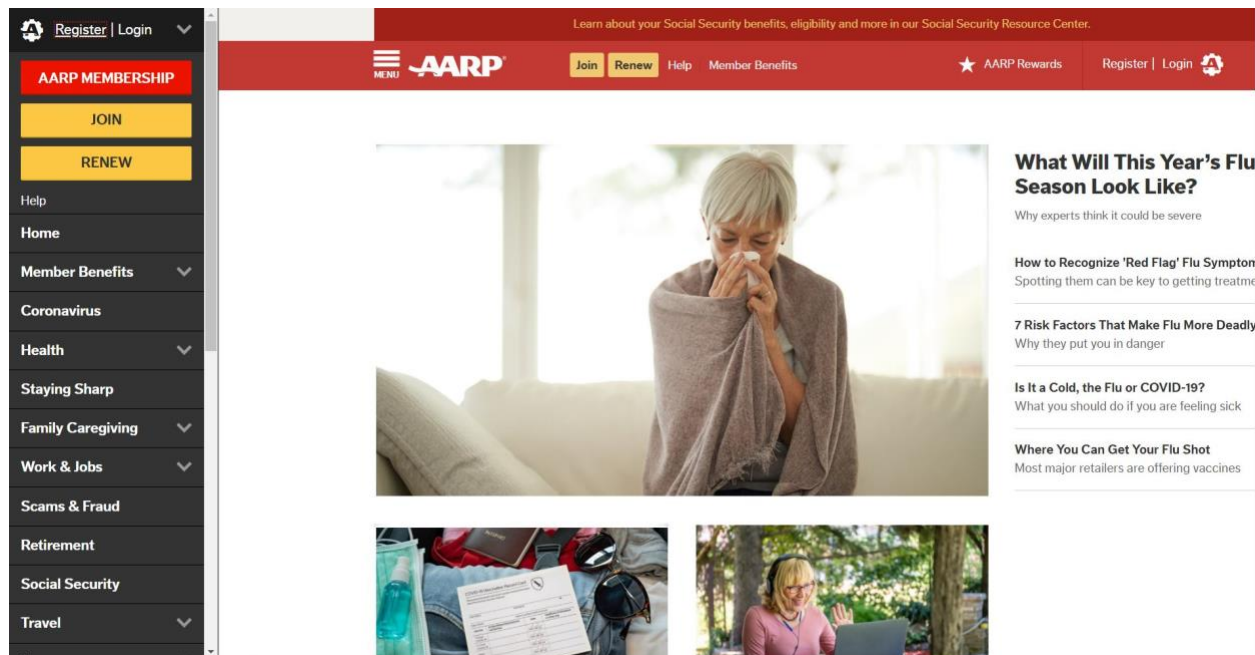 Register | Login
AARP MEMBERSHIP
JOIN
RENEW
Help
Home
Member Benefits
Coronavirus
Health
Staying Sharp
Family Caregiving
Work & Jobs
Scams & Fraud
Retirement
Social Security
Travel
Learn about your Social Security benefits, eligibility and more in our Social Security Resource Center.
MENU AARP Join Renew Help Member Benefits AARP Rewards Register | Login
What Will This Year's Flu
Season Look Like?
Why experts think it could be severe
How to Recognize 'Red Flag' Flu Symptom
Spotting them can be key to getting treatme
7 Risk Factors That Make Flu More Deadly
Why they put you in danger
Is It a Cold, the Flu or COVID-19?
What you should do if you are feeling sick
Where You Can Get Your Flu Shot
Most major retailers are offering vaccines